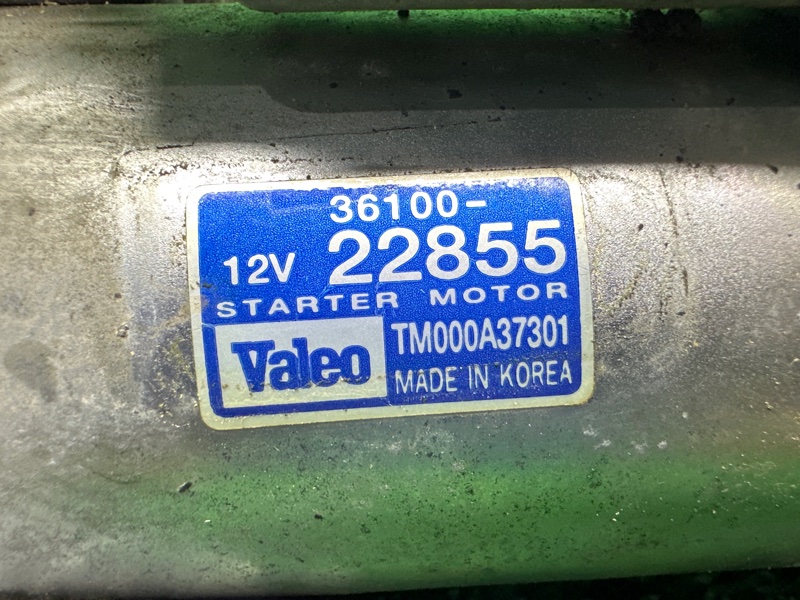 36100-
12V 22855
STARTER MOTOR
Valeo TM000A37301
MADE IN KOREA